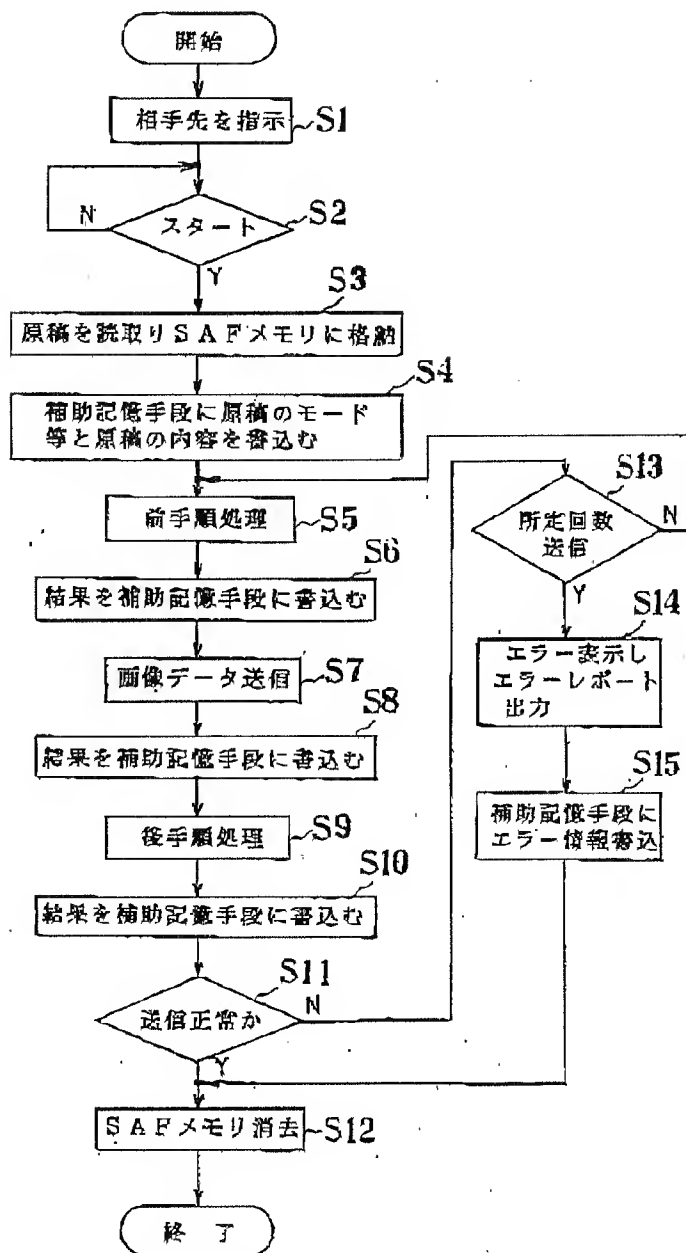 開始
相手先を指示
S1
N
スタート
S2
Y
S3
原稿を読取りSAFメモリに格納
S4
補助記憶手段に原稿のモード
等と原稿の内容を書込む
前手順処理
S5
S6
結果を補助記憶手段に書込む
画像データ送信
S7
S8
結果を補助記憶手段に書込む
後手順処理
S9
S10
結果を補助記憶手段に書込む
S11
送信正常か
N
Y
SAFメモリ消去
S12
終了
S13
所定回数
送信
N
Y
S14
エラー表示し
エラーレポート
出力
S15
補助記憶手段に
エラー情報書込